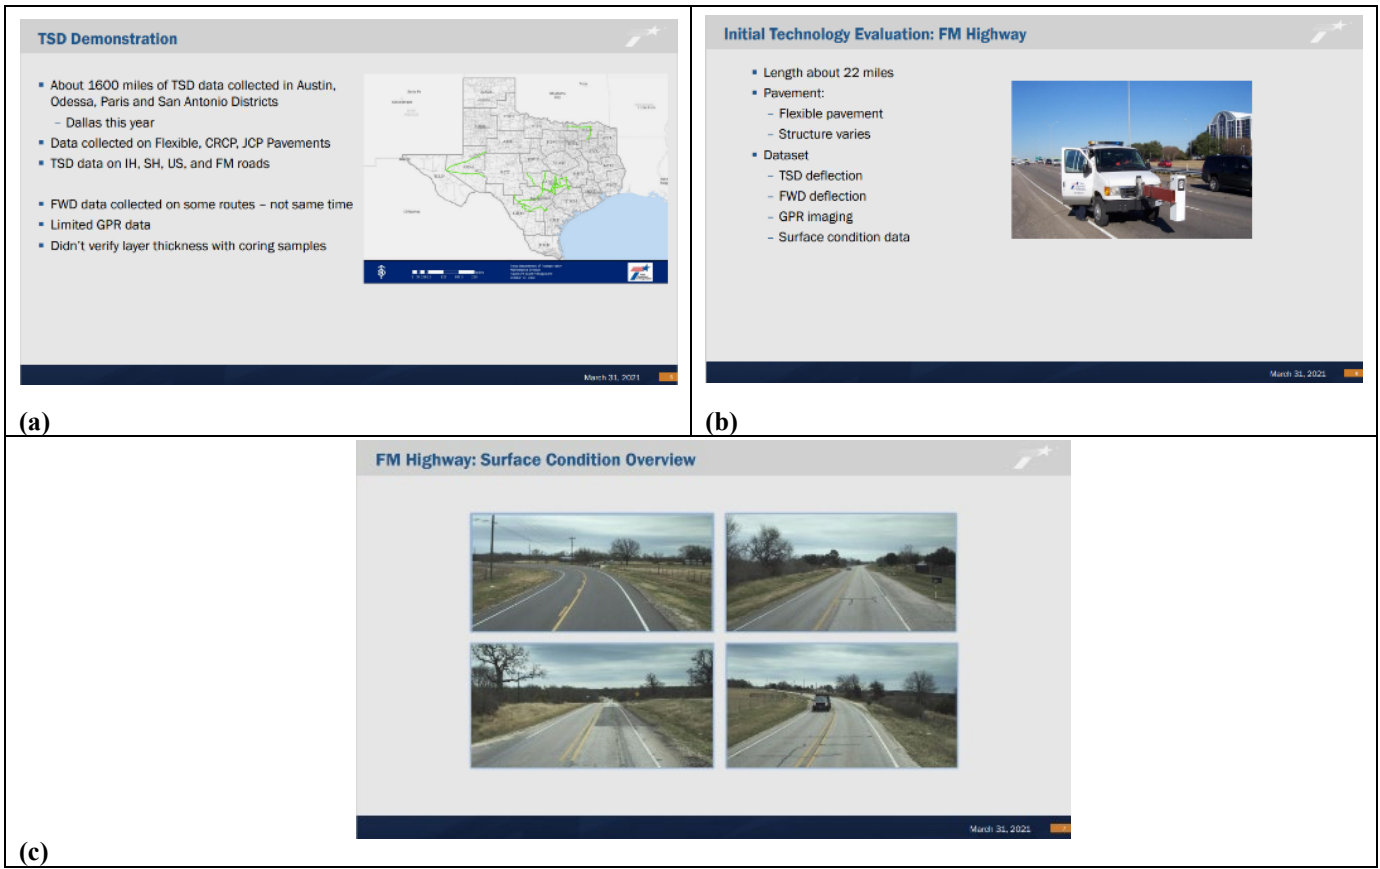 TSD Demonstration
▪ About 1600 miles of TSD data collected in Austin,
Odessa, Paris and San Antonio Districts
– Dallas this year
▪ Data collected on Flexible, CRCP, JCP Pavements
▪ TSD data on IH, SH, US, and FM roads
▪ FWD data collected on some routes – not same time
▪ Limited GPR data
▪ Didn't verify layer thickness with coring samples
March 31, 2021
(a)
Initial Technology Evaluation: FM Highway
▪ Length about 22 miles
▪ Pavement:
– Flexible pavement
– Structure varies
▪ Dataset
– TSD deflection
– FWD deflection
– GPR imaging
– Surface condition data
March 31, 2021
(b)
FM Highway: Surface Condition Overview
March 31, 2021
(c)